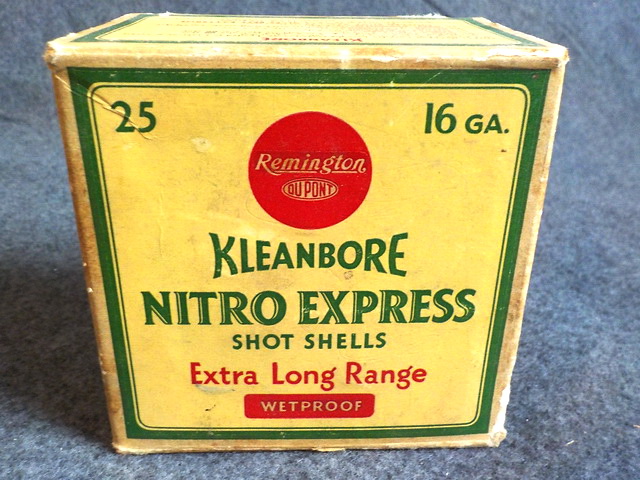 25 16 GA.
Remington
DU PONT
KLEANBORE
NITRO EXPRESS
SHOT SHELLS
Extra Long Range
WETPROOF